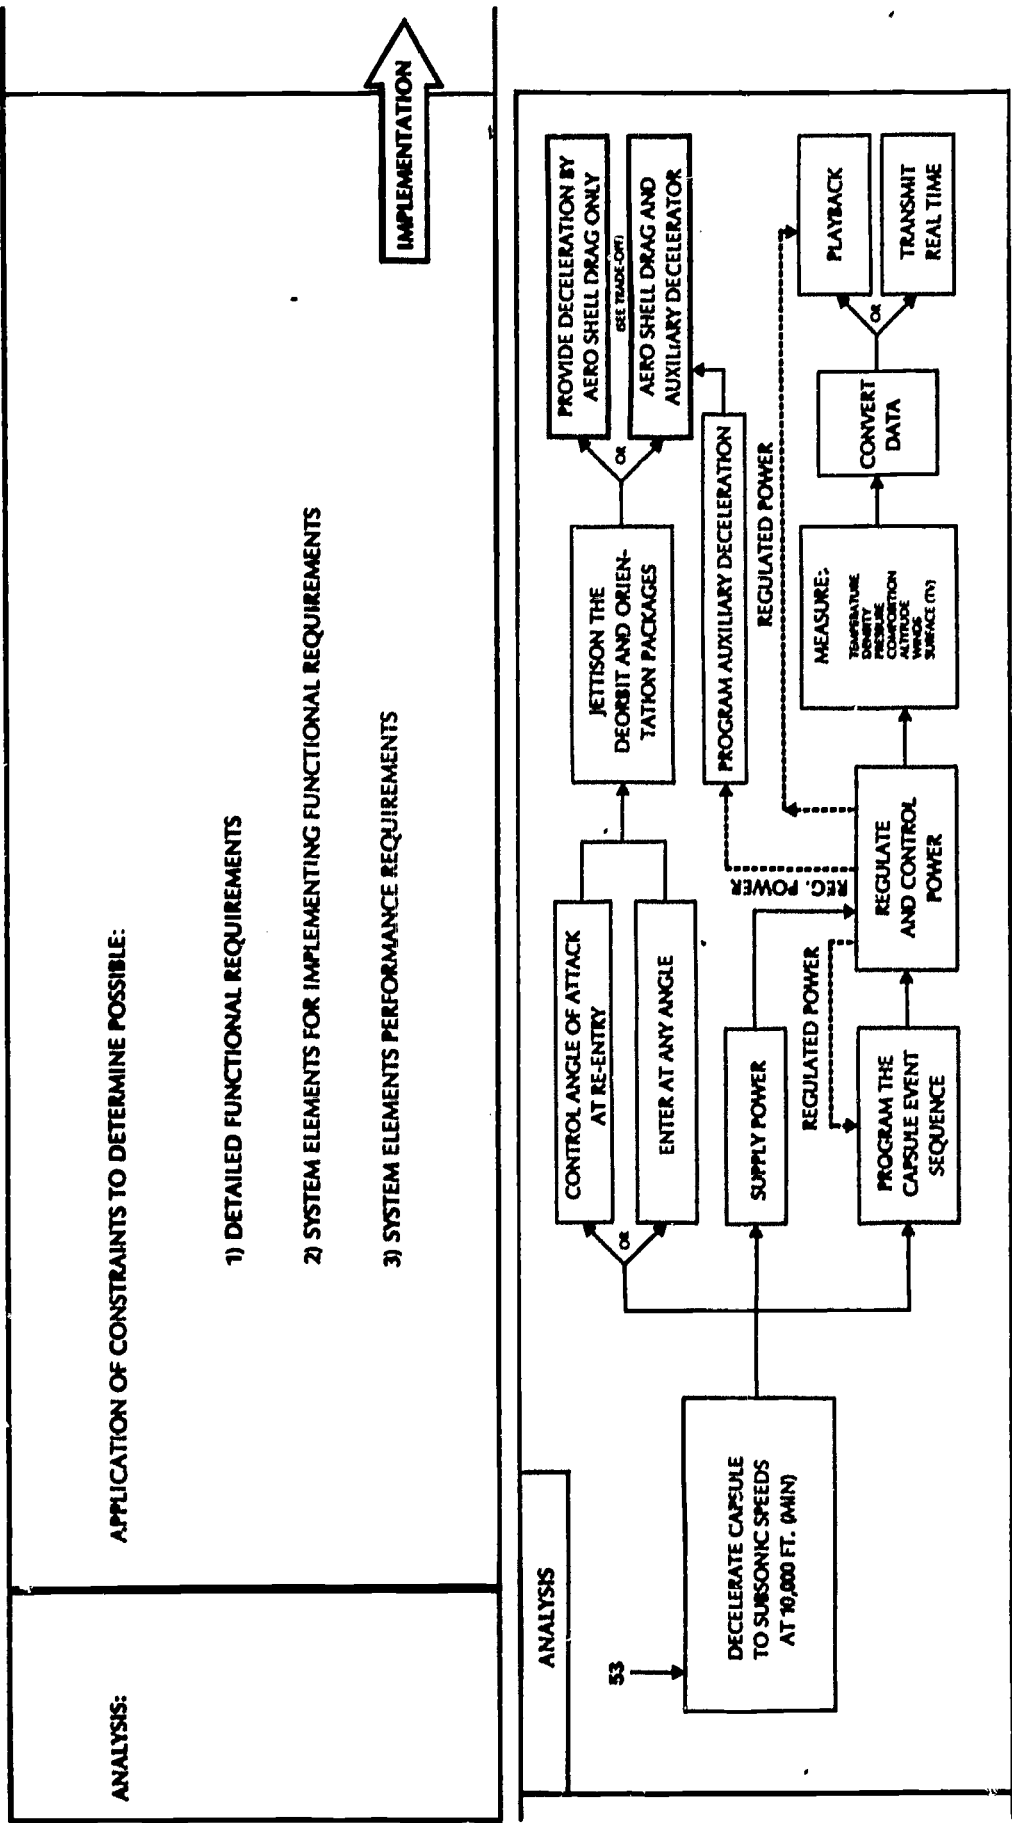 ANALYSIS:
APPLICATION OF CONSTRAINTS TO DETERMINE POSSIBLE:
1) DETAILED FUNCTIONAL REQUIREMENTS
2) SYSTEM ELEMENTS FOR IMPLEMENTING FUNCTIONAL REQUIREMENTS
3) SYSTEM ELEMENTS PERFORMANCE REQUIREMENTS
IMPLEMENTATION
ANALYSIS
53
DECELERATE CAPSULE
TO SUBSONIC SPEEDS
AT 10,000 FT. (MIN)
OR
CONTROL ANGLE OF ATTACK
AT RE-ENTRY
ENTER AT ANY ANGLE
JETTISON THE
DEORBIT AND ORIEN-
TATION PACKAGES
OR
PROVIDE DECELERATION BY
AERO SHELL DRAG ONLY
(SEE TRADE-OFF)
AERO SHELL DRAG AND
AUXILIARY DECELERATOR
SUPPLY POWER
REG. POWER
PROGRAM AUXILIARY DECELERATION
REGULATED POWER
REGULATED POWER
PROGRAM THE
CAPSULE EVENT
SEQUENCE
REGULATE
AND CONTROL
POWER
MEASURE:
TEMPERATURE
DENSITY
PRESSURE
COMPOSITION
ALTITUDE
WINDS
SURFACE (TV)
CONVERT
DATA
OR
PLAYBACK
TRANSMIT
REAL TIME